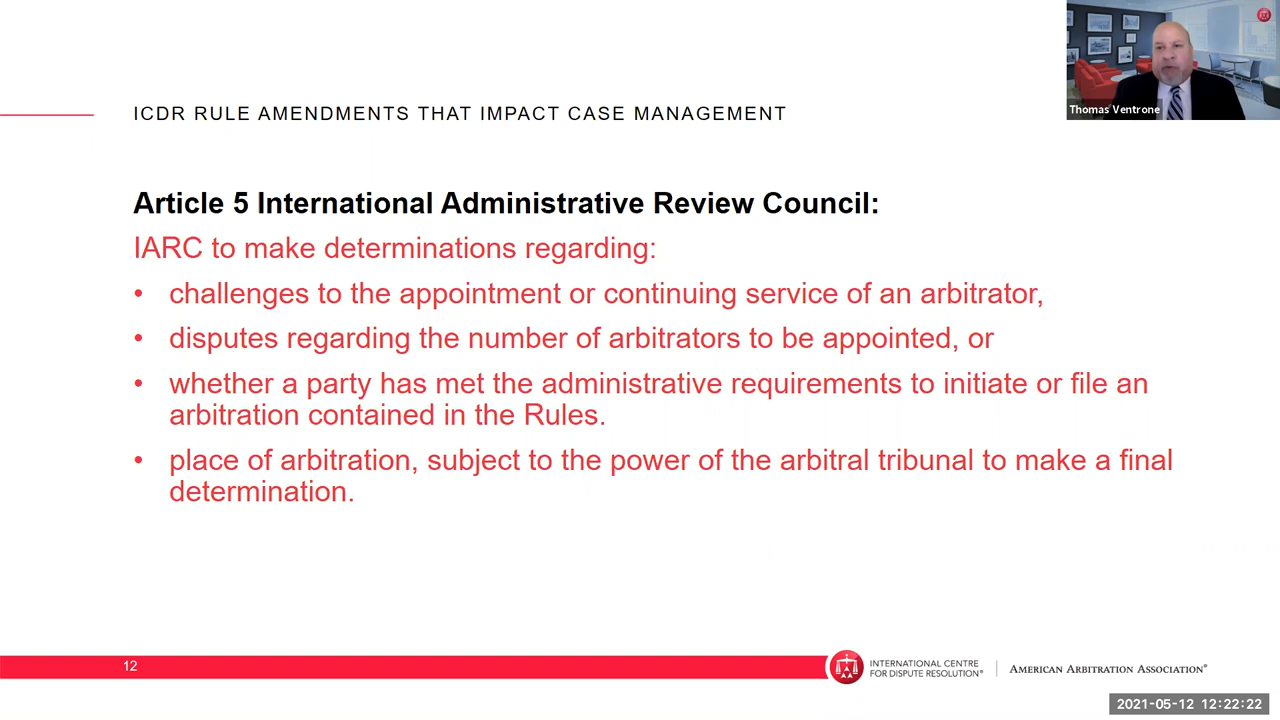 Thomas Ventrone
ICDR RULE AMENDMENTS THAT IMPACT CASE MANAGEMENT
Article 5 International Administrative Review Council:
IARC to make determinations regarding:
• challenges to the appointment or continuing service of an arbitrator,
• disputes regarding the number of arbitrators to be appointed, or
• whether a party has met the administrative requirements to initiate or file an
arbitration contained in the Rules.
• place of arbitration, subject to the power of the arbitral tribunal to make a final
determination.
12
INTERNATIONAL CENTRE
FOR DISPUTE RESOLUTION®
AMERICAN ARBITRATION ASSOCIATION®
2021-05-12 12:22:22